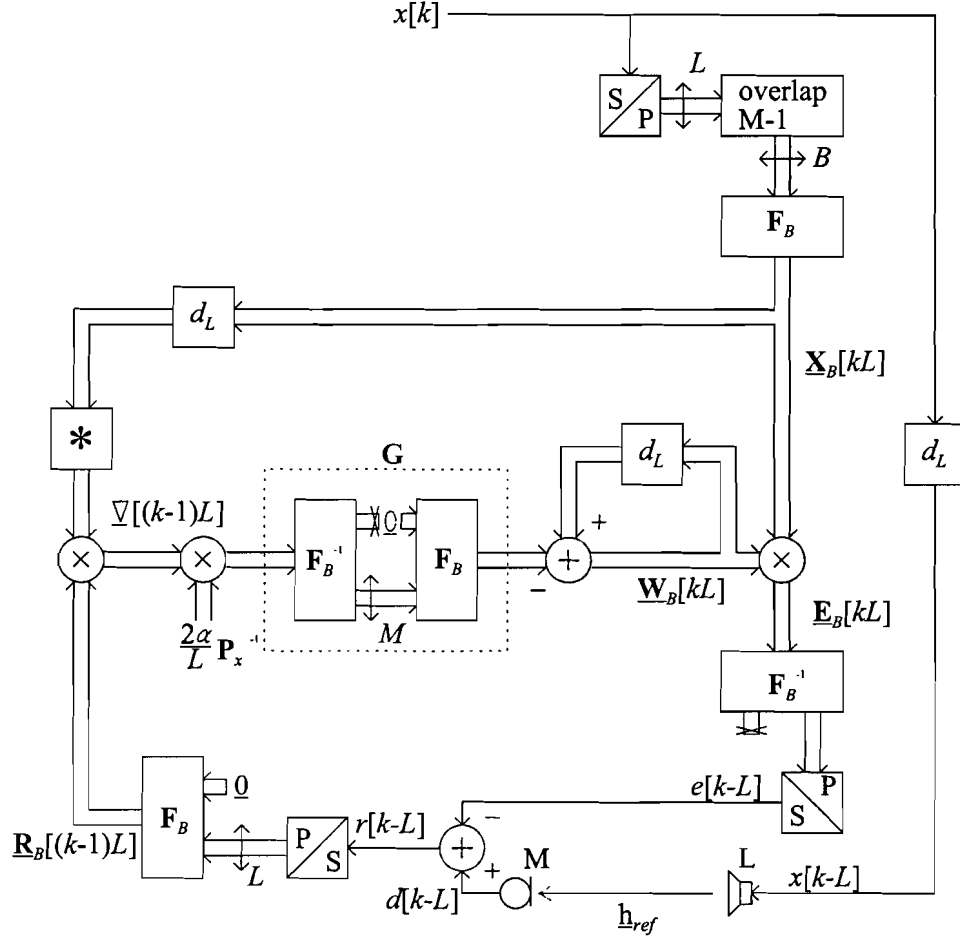 x[k]
S/P
L
overlap
M-1
B
F_B
d_L
X_B[kL]
*
G
d_L
d_L
∇[(k-1)L]
0
+
×
×
F_B^-1
F_B
+
×
−
W_B[kL]
M
E_B[kL]
2α/L P_x^-1
F_B^-1
e[k-L]
P/S
0
F_B
r[k-L]
−
R_B[(k-1)L]
P/S
+
M
L
x[k-L]
L
+
d[k-L]
h_ref